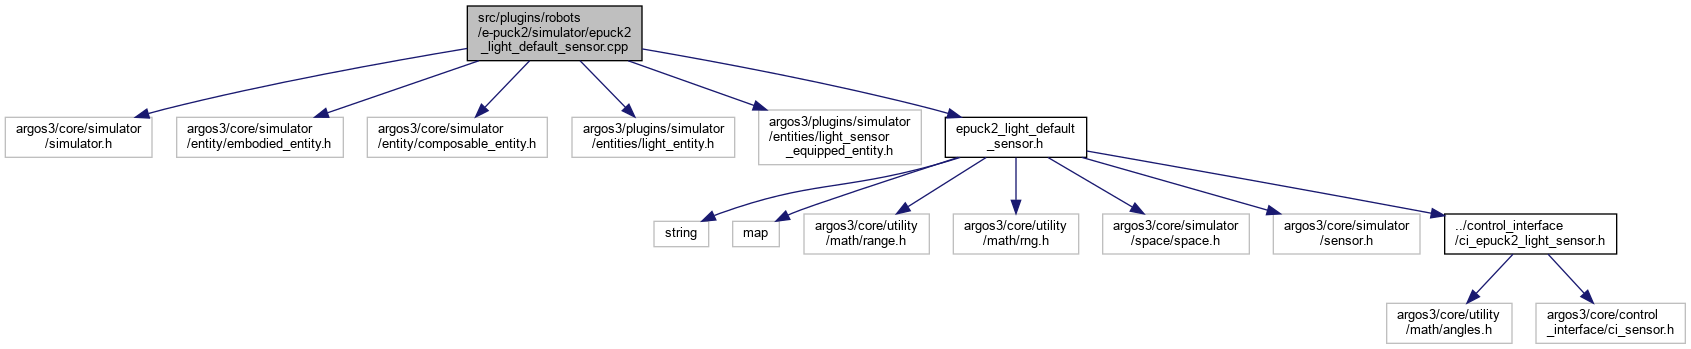 src/plugins/robots
/e-puck2/simulator/epuck2
_light_default_sensor.cpp
argos3/core/simulator
/simulator.h
argos3/core/simulator
/entity/embodied_entity.h
argos3/core/simulator
/entity/composable_entity.h
argos3/plugins/simulator
/entities/light_entity.h
argos3/plugins/simulator
/entities/light_sensor
_equipped_entity.h
epuck2_light_default
_sensor.h
string
map
argos3/core/utility
/math/range.h
argos3/core/utility
/math/rng.h
argos3/core/simulator
/space/space.h
argos3/core/simulator
/sensor.h
../control_interface
/ci_epuck2_light_sensor.h
argos3/core/utility
/math/angles.h
argos3/core/control
_interface/ci_sensor.h